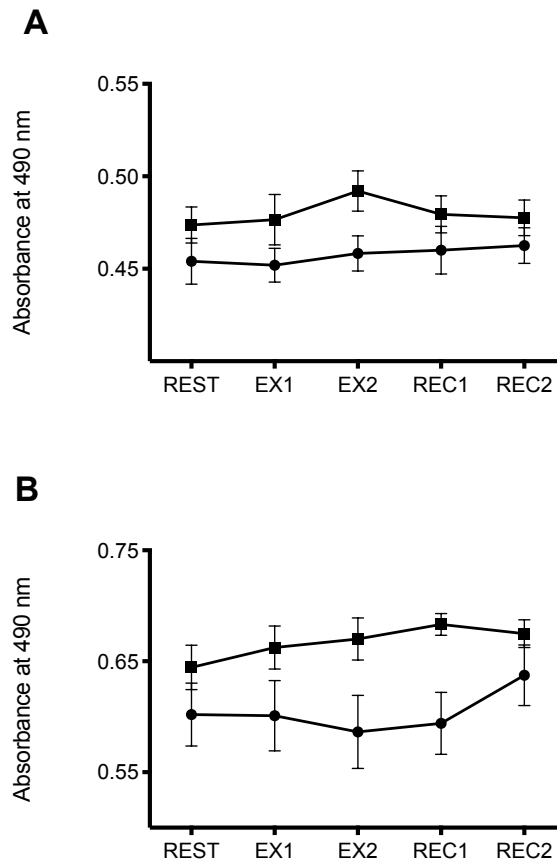 A
Absorbance at 490 nm
0.55
0.50
0.45
REST EX1 EX2 REC1 REC2
B
Absorbance at 490 nm
0.75
0.65
0.55
REST EX1 EX2 REC1 REC2